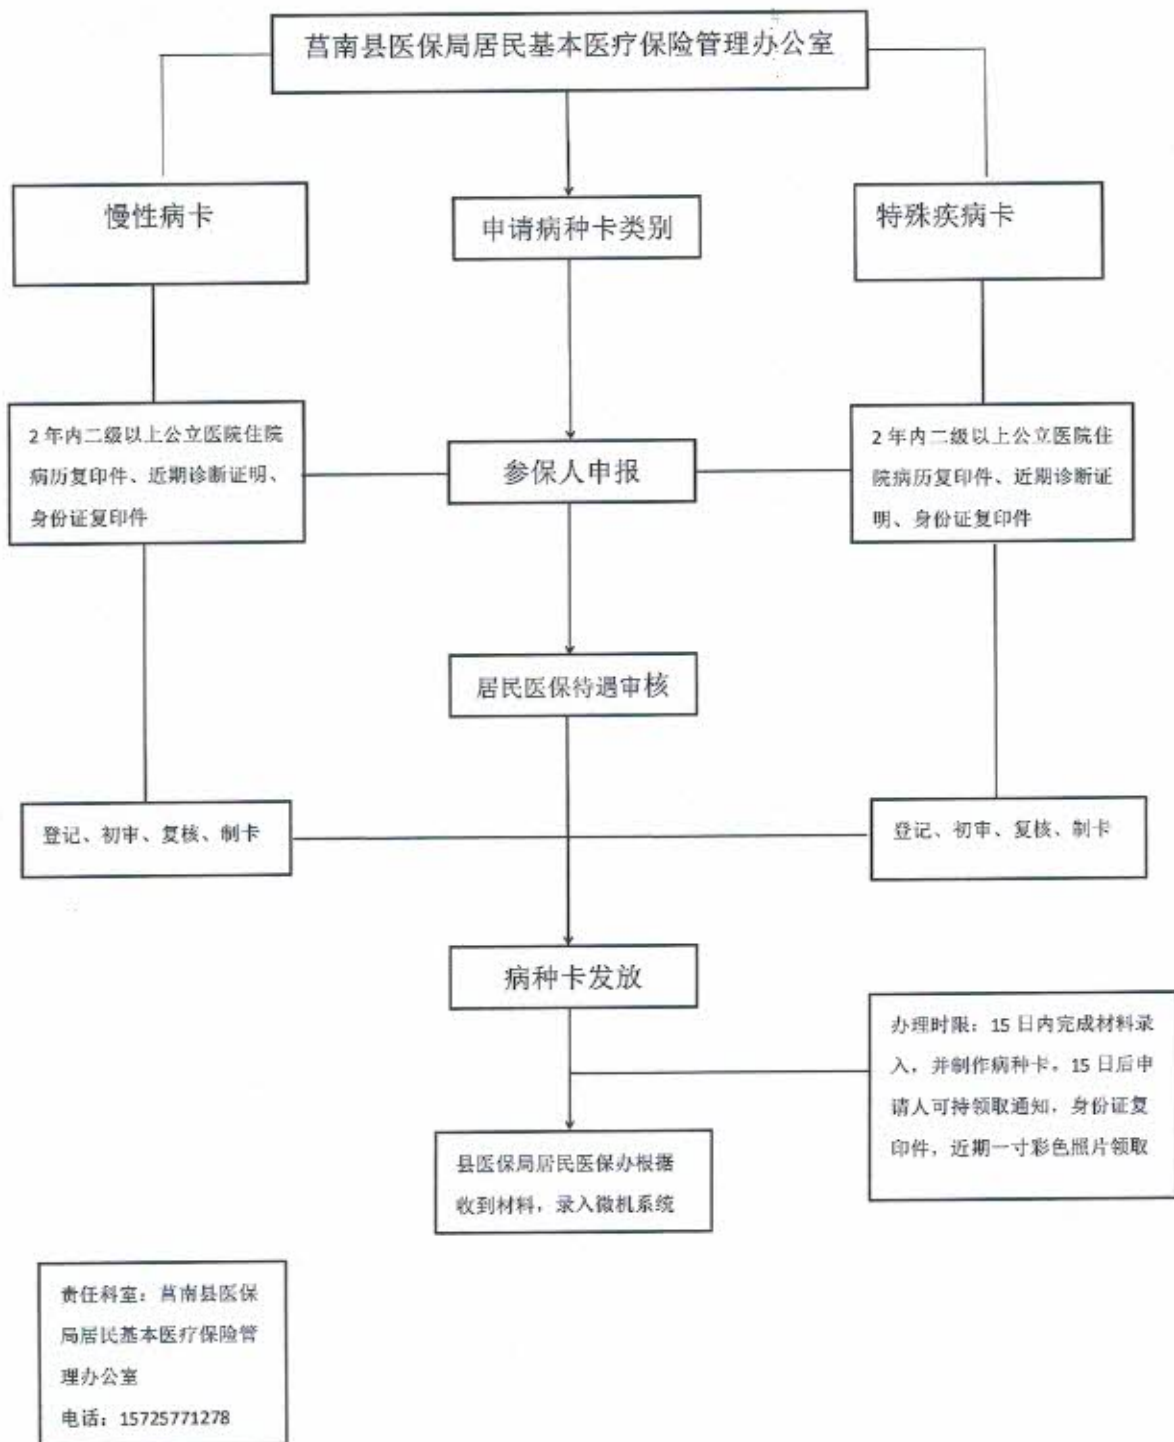 莒南县医保局居民基本医疗保险管理办公室
慢性病卡
申请病种卡类别
特殊疾病卡
2 年内二级以上公立医院住院
病历复印件、近期诊断证明、
身份证复印件
参保人申报
2 年内二级以上公立医院住
院病历复印件、近期诊断证
明、身份证复印件
居民医保待遇审核
登记、初审、复核、制卡
登记、初审、复核、制卡
病种卡发放
办理时限：15 日内完成材料录
入，并制作病种卡。15 日后申
请人可持领取通知，身份证复
印件，近期一寸彩色照片领取
县医保局居民医保办根据
收到材料，录入微机系统
责任科室：莒南县医保
局居民基本医疗保险管
理办公室
电话：15725771278